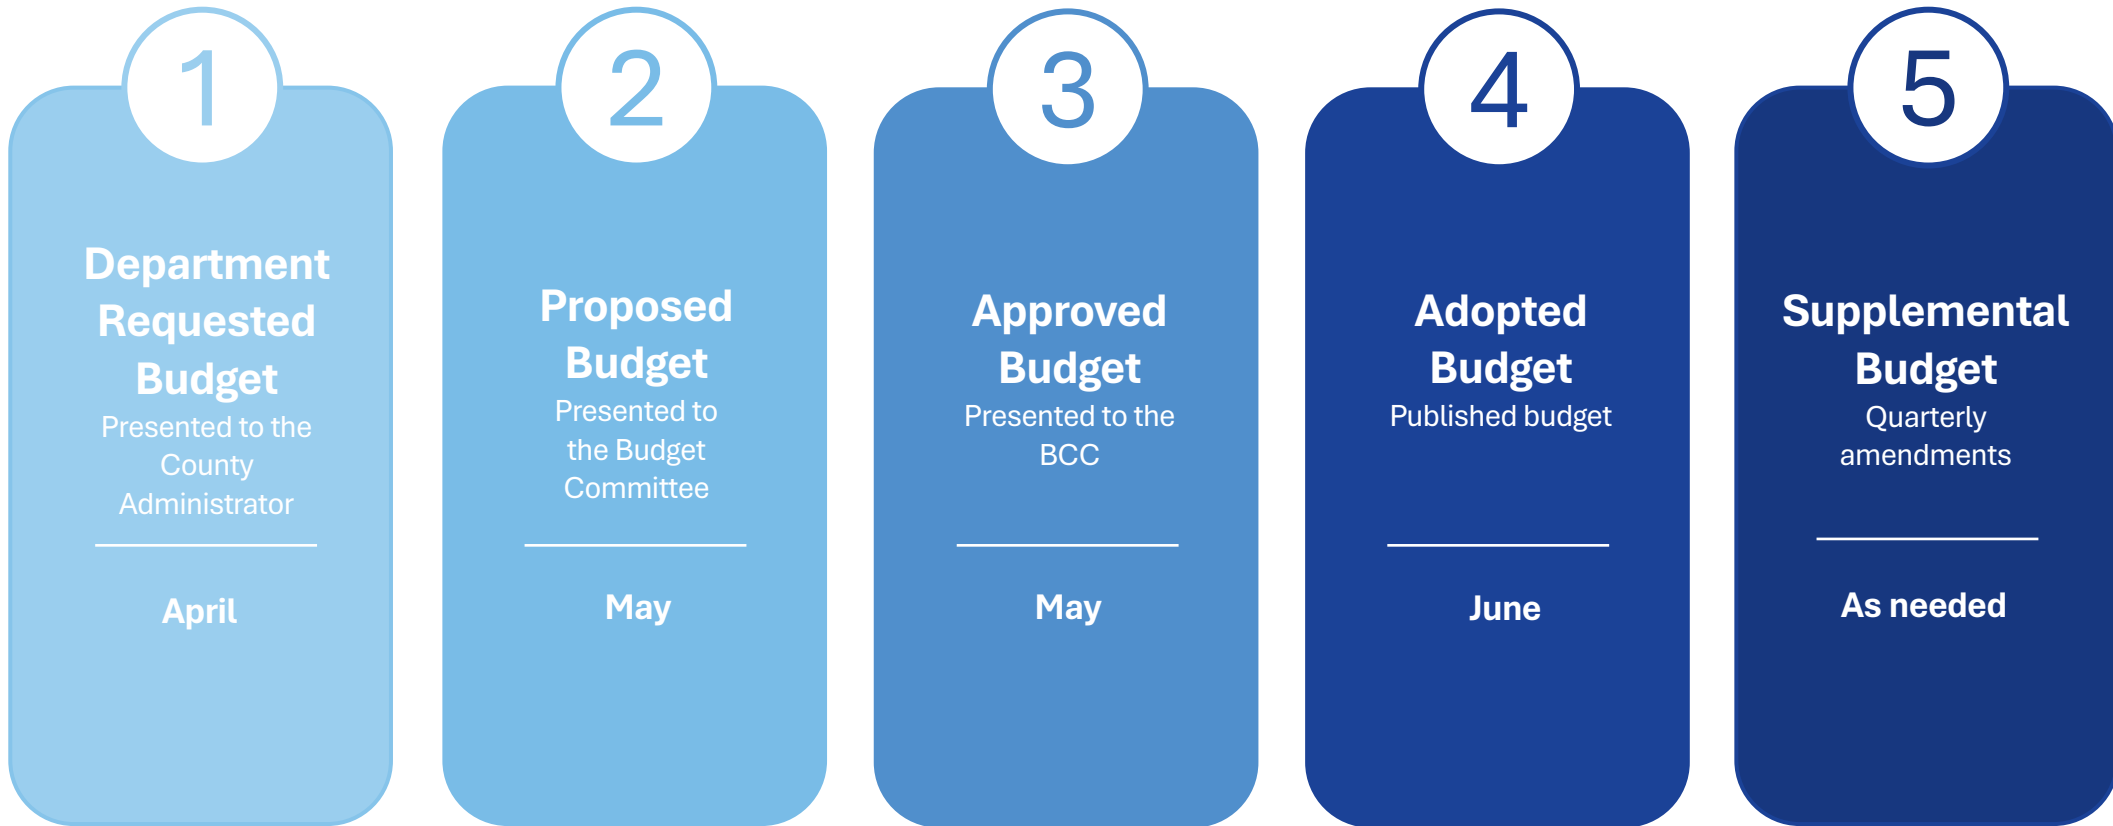 1
Department
Requested
Budget
Presented to the
County
Administrator
April
2
Proposed
Budget
Presented to
the Budget
Committee
May
3
Approved
Budget
Presented to the
BCC
May
4
Adopted
Budget
Published budget
June
5
Supplemental
Budget
Quarterly
amendments
As needed